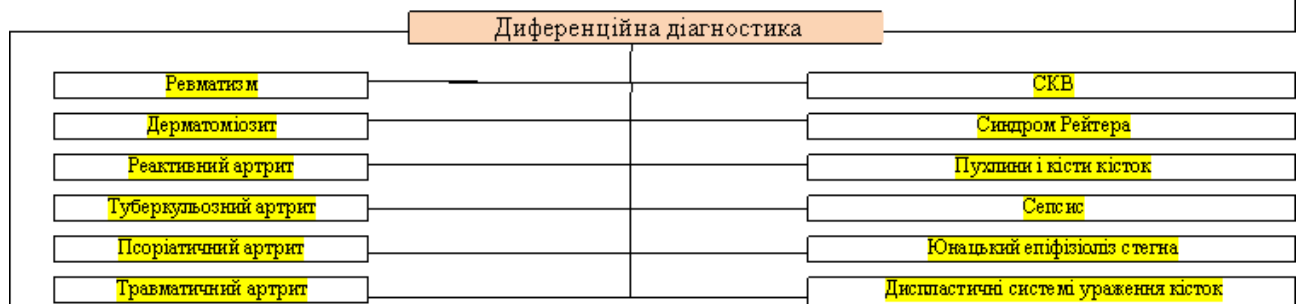 Диференційна діагностика
Ревматизм
СКВ
Дерматоміозит
Синдром Рейтера
Реактивний артрит
Пухлини і кісти кісток
Туберкульозний артрит
Сепсис
Псоріатичний артрит
Юнацький епіфізіоліз стегна
Травматичний артрит
Диспластичні системі ураження кісток